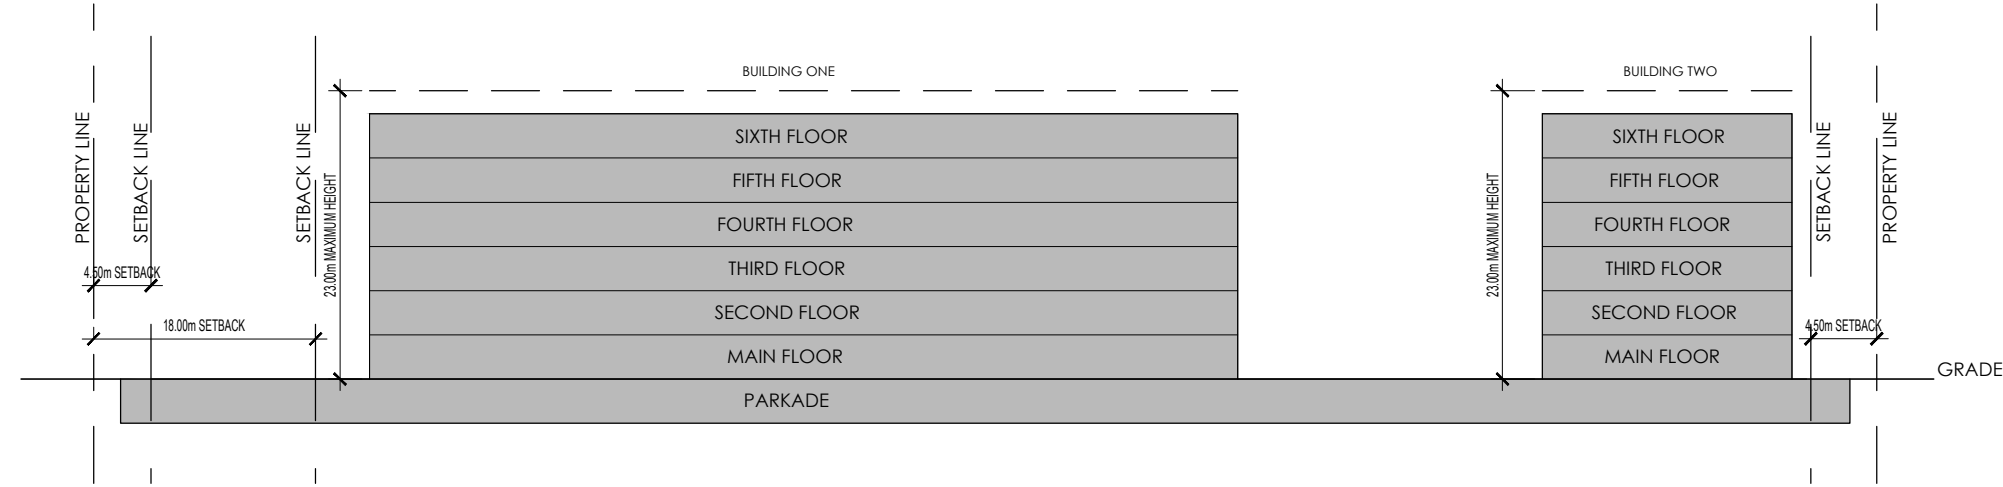 BUILDING ONE
BUILDING TWO
PROPERTY LINE
SETBACK LINE
SETBACK LINE
23.00m MAXIMUM HEIGHT
SIXTH FLOOR
FIFTH FLOOR
FOURTH FLOOR
THIRD FLOOR
SECOND FLOOR
MAIN FLOOR
23.00m MAXIMUM HEIGHT
SIXTH FLOOR
FIFTH FLOOR
FOURTH FLOOR
THIRD FLOOR
SECOND FLOOR
MAIN FLOOR
SETBACK LINE
PROPERTY LINE
4.50m SETBACK
18.00m SETBACK
4.50m SETBACK
GRADE
PARKADE